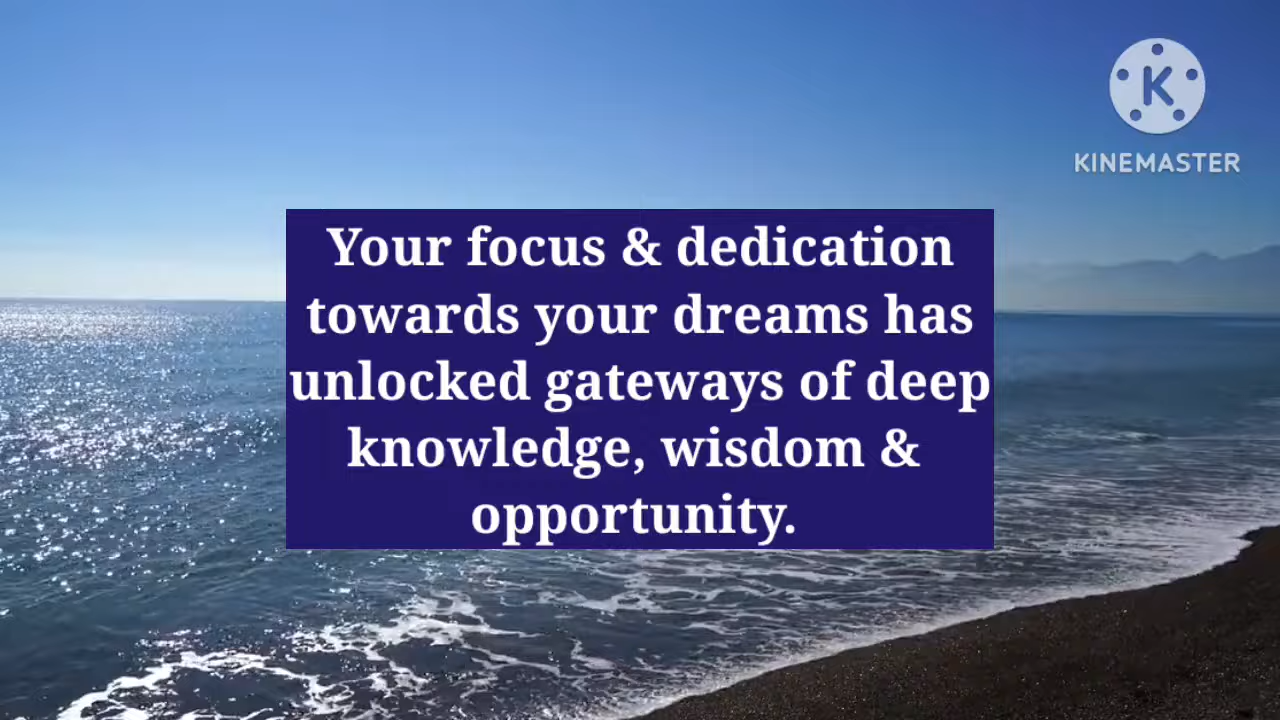 K
KINEMASTER
Your focus & dedication
towards your dreams has
unlocked gateways of deep
knowledge, wisdom &
opportunity.